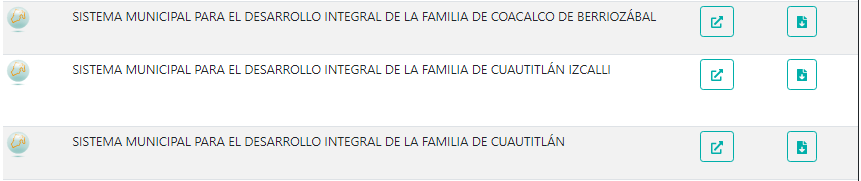 SISTEMA MUNICIPAL PARA EL DESARROLLO INTEGRAL DE LA FAMILIA DE COACALCO DE BERRIOZÁBAL
SISTEMA MUNICIPAL PARA EL DESARROLLO INTEGRAL DE LA FAMILIA DE CUAUTITLÁN IZCALLI
SISTEMA MUNICIPAL PARA EL DESARROLLO INTEGRAL DE LA FAMILIA DE CUAUTITLÁN